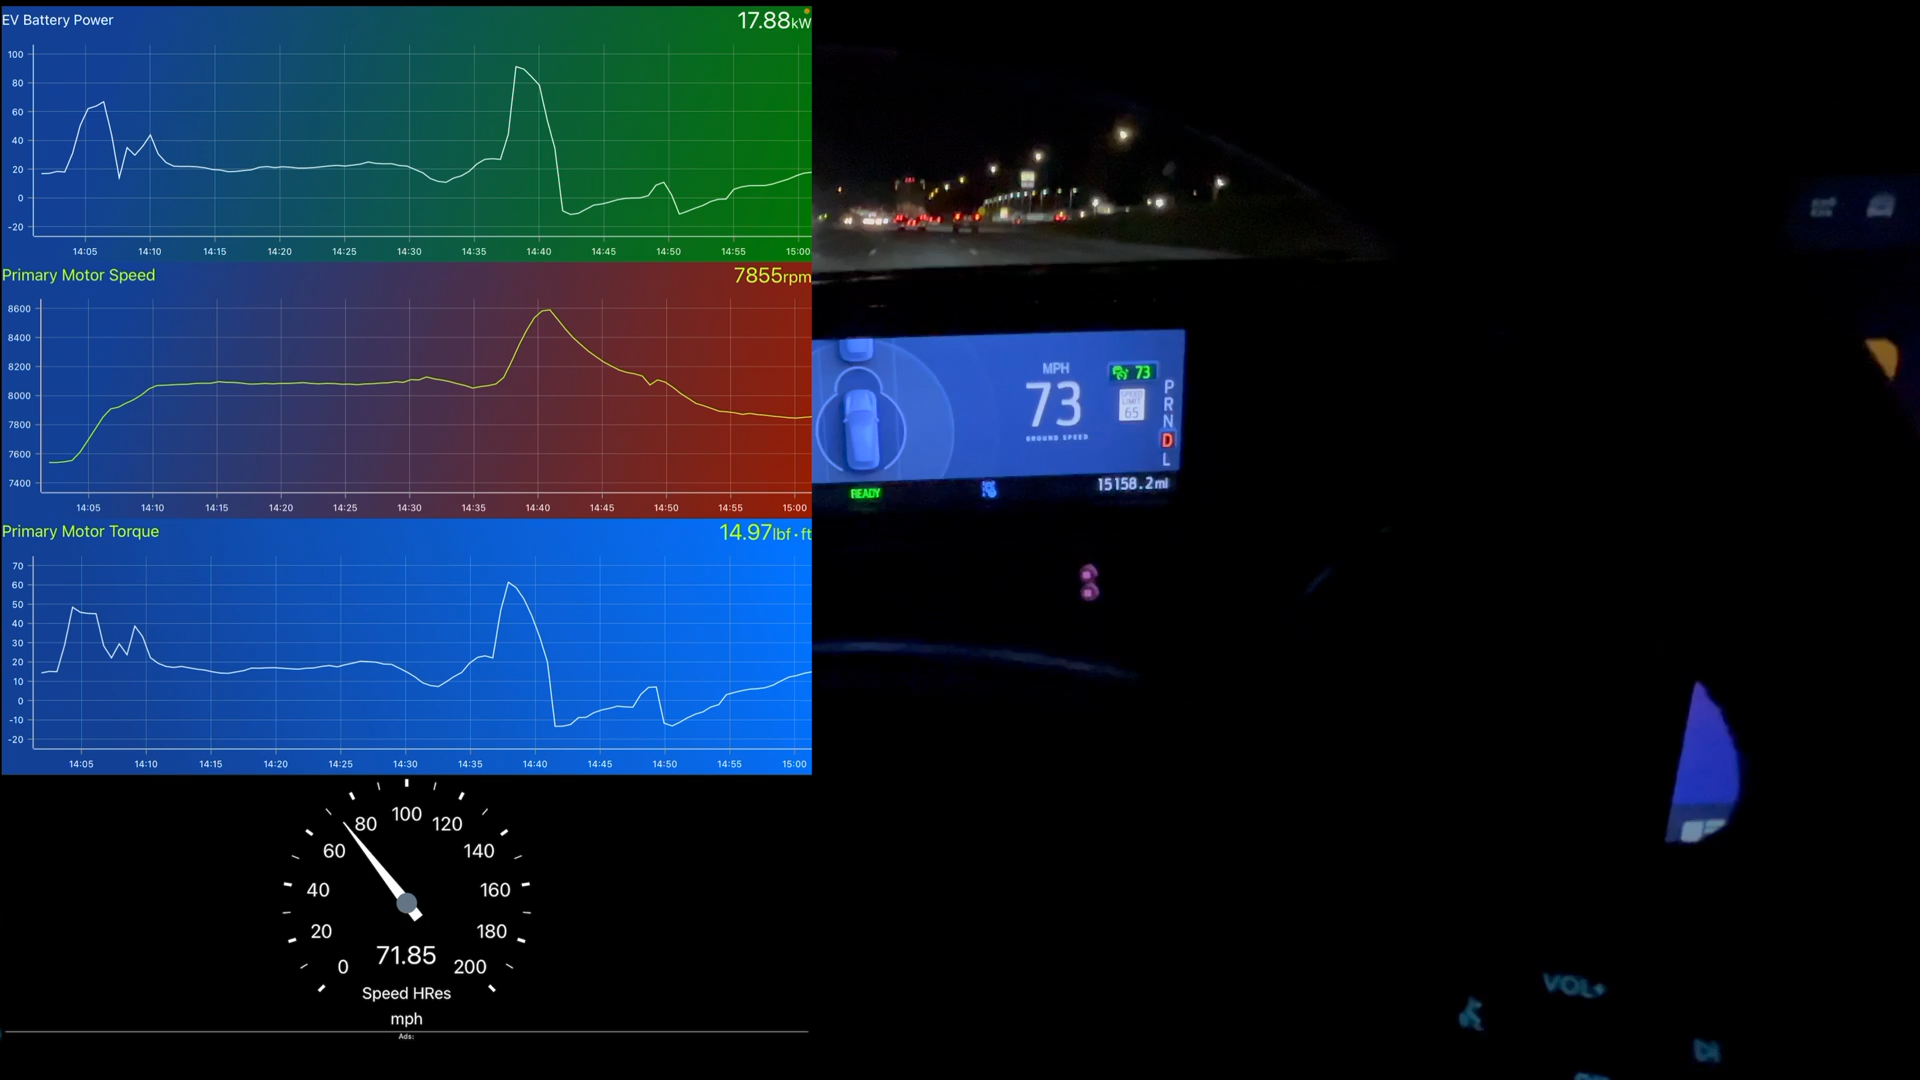 EV Battery Power
17.88kW
100
80
60
40
20
0
-20
14:05 14:10 14:15 14:20 14:25 14:30 14:35 14:40 14:45 14:50 14:55 15:00
Primary Motor Speed
7855rpm
8600
8400
8200
8000
7800
7600
7400
14:05 14:10 14:15 14:20 14:25 14:30 14:35 14:40 14:45 14:50 14:55 15:00
Primary Motor Torque
14.97lbf·ft
70
60
50
40
30
20
10
0
-10
-20
14:05 14:10 14:15 14:20 14:25 14:30 14:35 14:40 14:45 14:50 14:55 15:00
0 20 40 60 80 100 120 140 160 180 200
71.85
Speed HRes
mph
Ads:
MPH
73
GROUND SPEED
73
SPEED
LIMIT
65
P
R
N
D
L
READY
15158.2mi
VOL+